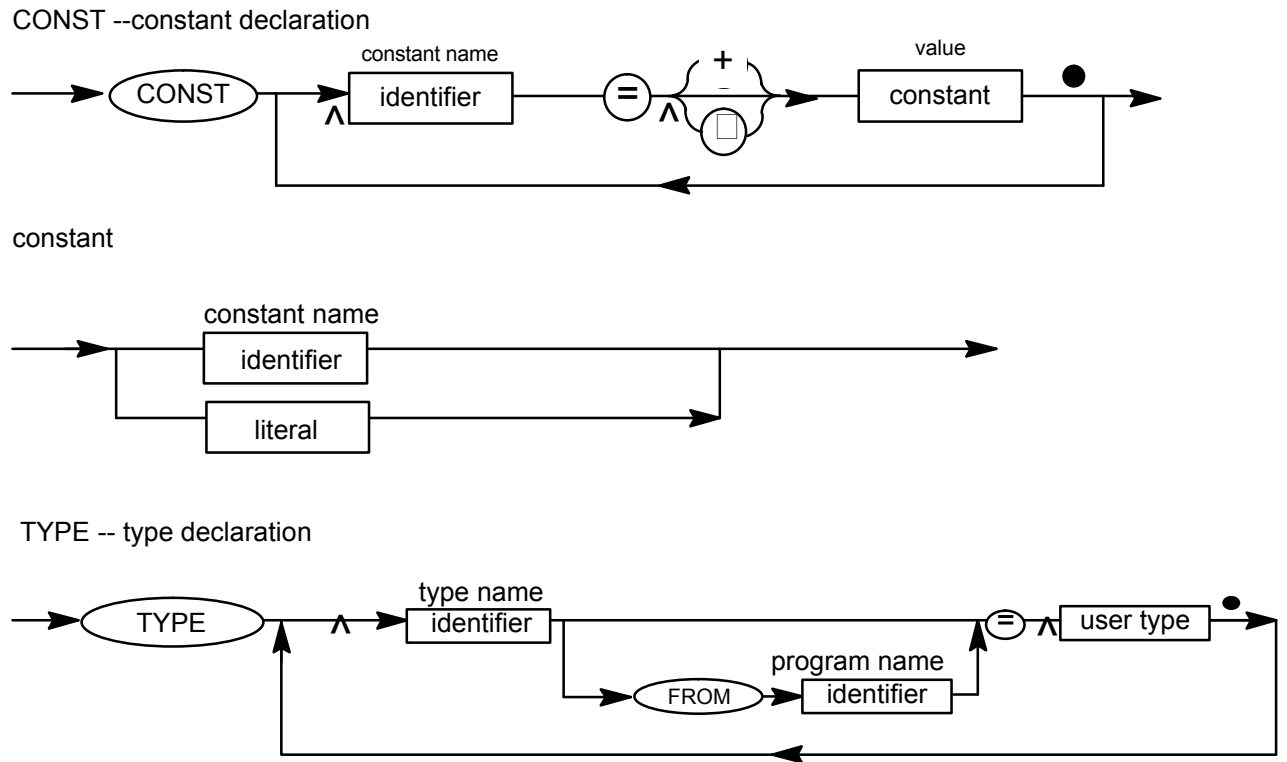 CONST --constant declaration
constant name
value
CONST
identifier
=
+
constant
constant
constant name
identifier
literal
TYPE -- type declaration
type name
TYPE
identifier
=
user type
program name
FROM
identifier